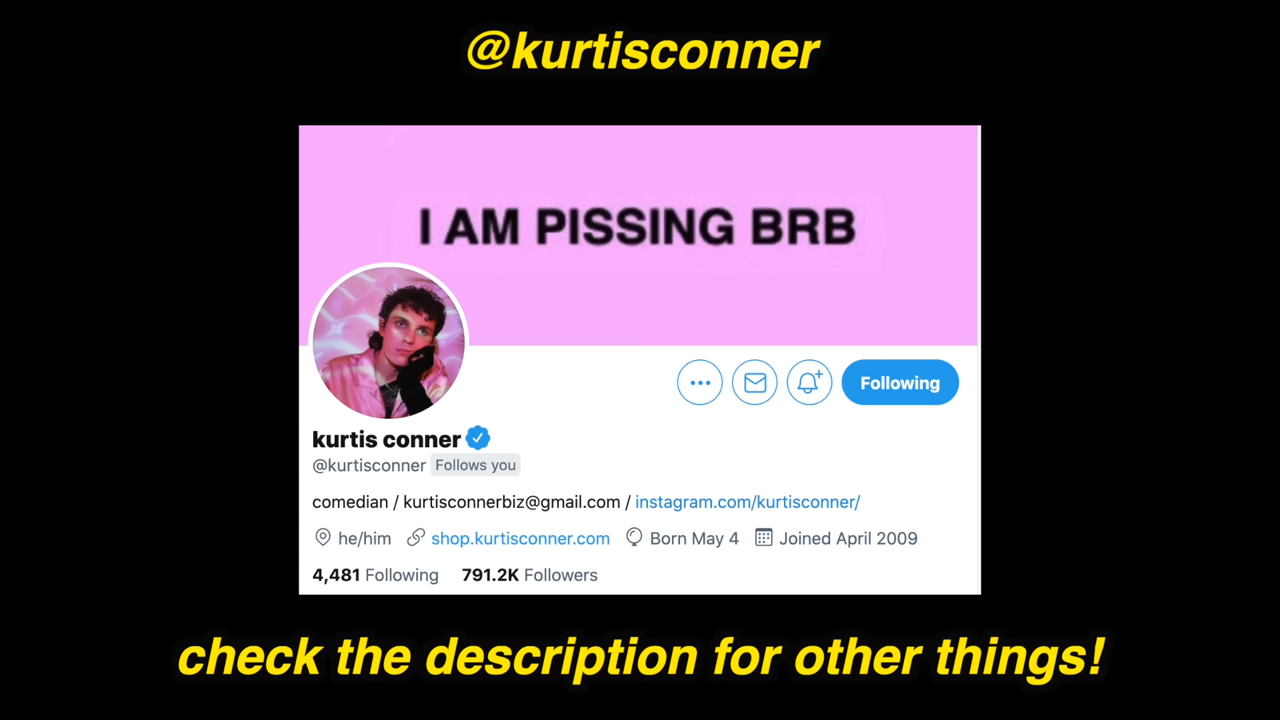 @kurtisconner
I AM PISSING BRB
Following
kurtis conner
@kurtisconner Follows you
comedian / kurtisconnerbiz@gmail.com / instagram.com/kurtisconner/
he/him shop.kurtisconner.com Born May 4 Joined April 2009
4,481 Following 791.2K Followers
check the description for other things!